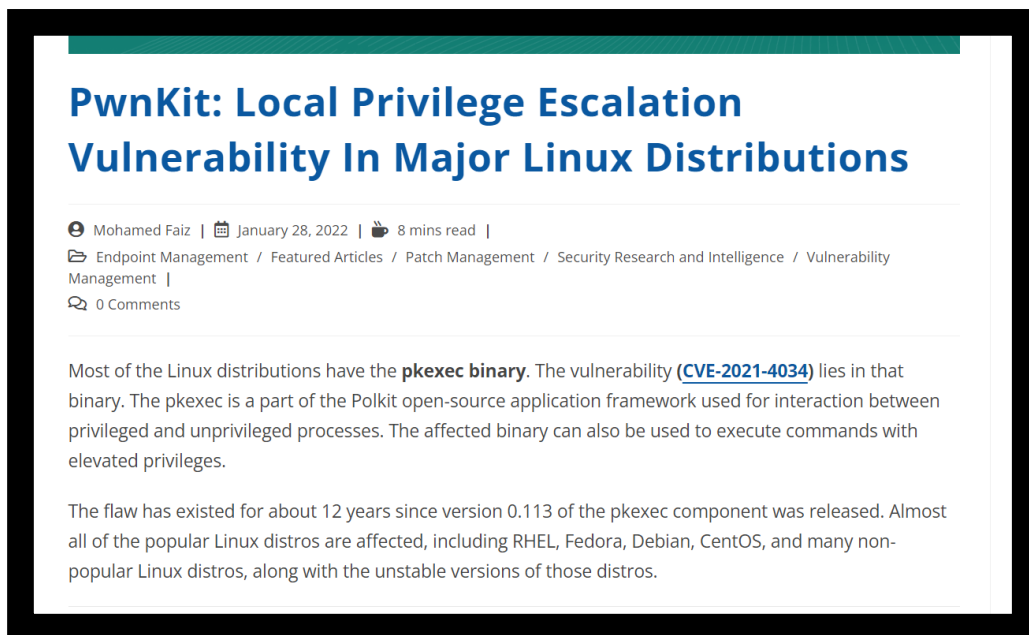 PwnKit: Local Privilege Escalation
Vulnerability In Major Linux Distributions
Mohamed Faiz | January 28, 2022 | 8 mins read |
Endpoint Management / Featured Articles / Patch Management / Security Research and Intelligence / Vulnerability
Management |
0 Comments
Most of the Linux distributions have the pkexec binary. The vulnerability (CVE-2021-4034) lies in that
binary. The pkexec is a part of the Polkit open-source application framework used for interaction between
privileged and unprivileged processes. The affected binary can also be used to execute commands with
elevated privileges.
The flaw has existed for about 12 years since version 0.113 of the pkexec component was released. Almost
all of the popular Linux distros are affected, including RHEL, Fedora, Debian, CentOS, and many non-
popular Linux distros, along with the unstable versions of those distros.